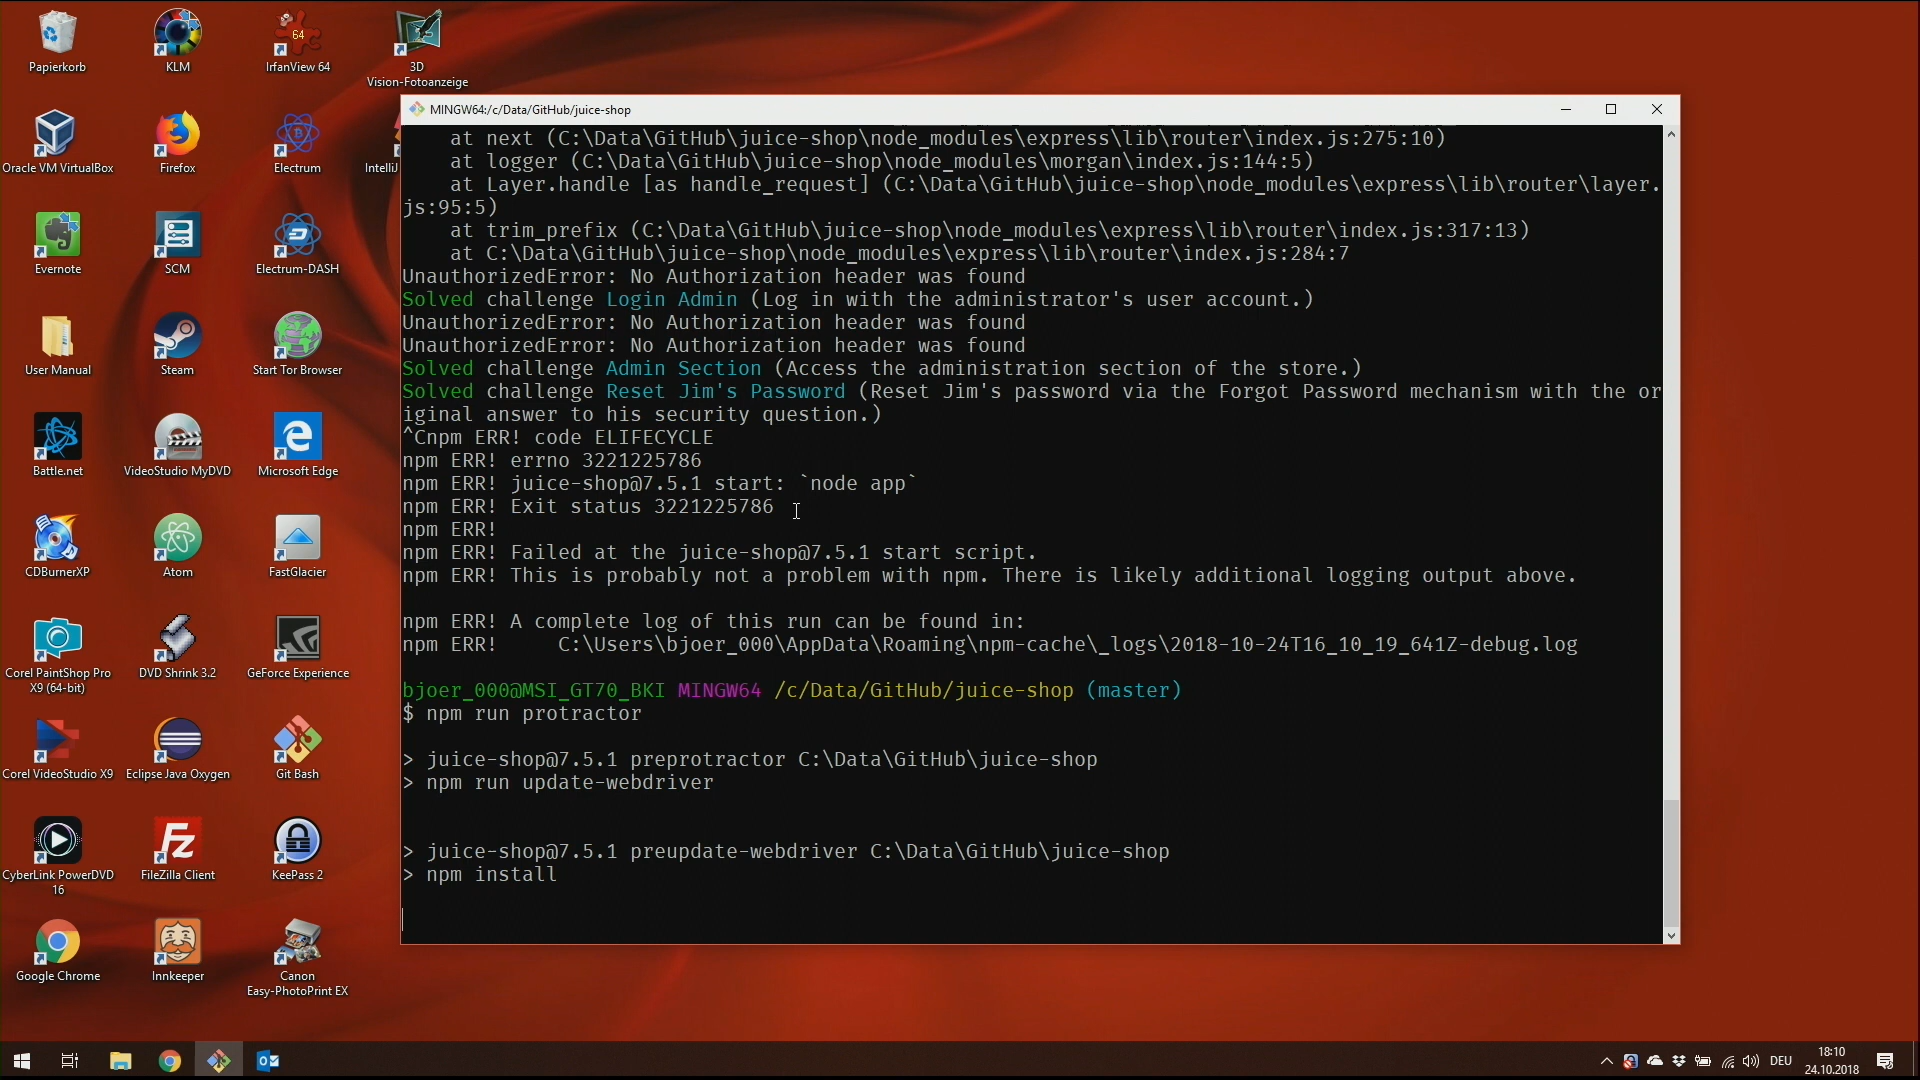 Papierkorb
KLM
64
IrfanView 64
3D
Vision-Fotoanzeige
Oracle VM VirtualBox
Firefox
Electrum
IntelliJ
Evernote
SCM
Electrum-DASH
User Manual
Steam
Start Tor Browser
Battle.net
VideoStudio MyDVD
Microsoft Edge
CDBurnerXP
Atom
FastGlacier
Corel PaintShop Pro
X9 (64-bit)
DVD Shrink 3.2
GeForce Experience
Corel VideoStudio X9
Eclipse Java Oxygen
Git Bash
CyberLink PowerDVD
16
FileZilla Client
KeePass 2
Google Chrome
Innkeeper
Canon
Easy-PhotoPrint EX
MINGW64:/c/Data/GitHub/juice-shop
at next (C:\Data\GitHub\juice-shop\node_modules\express\lib\router\index.js:275:10)
at logger (C:\Data\GitHub\juice-shop\node_modules\morgan\index.js:144:5)
at Layer.handle [as handle_request] (C:\Data\GitHub\juice-shop\node_modules\express\lib\router\layer.
js:95:5)
at trim_prefix (C:\Data\GitHub\juice-shop\node_modules\express\lib\router\index.js:317:13)
at C:\Data\GitHub\juice-shop\node_modules\express\lib\router\index.js:284:7
UnauthorizedError: No Authorization header was found
Solved challenge Login Admin (Log in with the administrator's user account.)
UnauthorizedError: No Authorization header was found
UnauthorizedError: No Authorization header was found
Solved challenge Admin Section (Access the administration section of the store.)
Solved challenge Reset Jim's Password (Reset Jim's password via the Forgot Password mechanism with the or
iginal answer to his security question.)
^Cnpm ERR! code ELIFECYCLE
npm ERR! errno 3221225786
npm ERR! juice-shop@7.5.1 start: `node app`
npm ERR! Exit status 3221225786
npm ERR!
npm ERR! Failed at the juice-shop@7.5.1 start script.
npm ERR! This is probably not a problem with npm. There is likely additional logging output above.
npm ERR! A complete log of this run can be found in:
npm ERR!     C:\Users\bjoer_000\AppData\Roaming\npm-cache\_logs\2018-10-24T16_10_19_641Z-debug.log
bjoer_000@MSI_GT70_BKI MINGW64 /c/Data/GitHub/juice-shop (master)
$ npm run protractor
> juice-shop@7.5.1 preprotractor C:\Data\GitHub\juice-shop
> npm run update-webdriver
> juice-shop@7.5.1 preupdate-webdriver C:\Data\GitHub\juice-shop
> npm install
DEU
18:10
24.10.2018